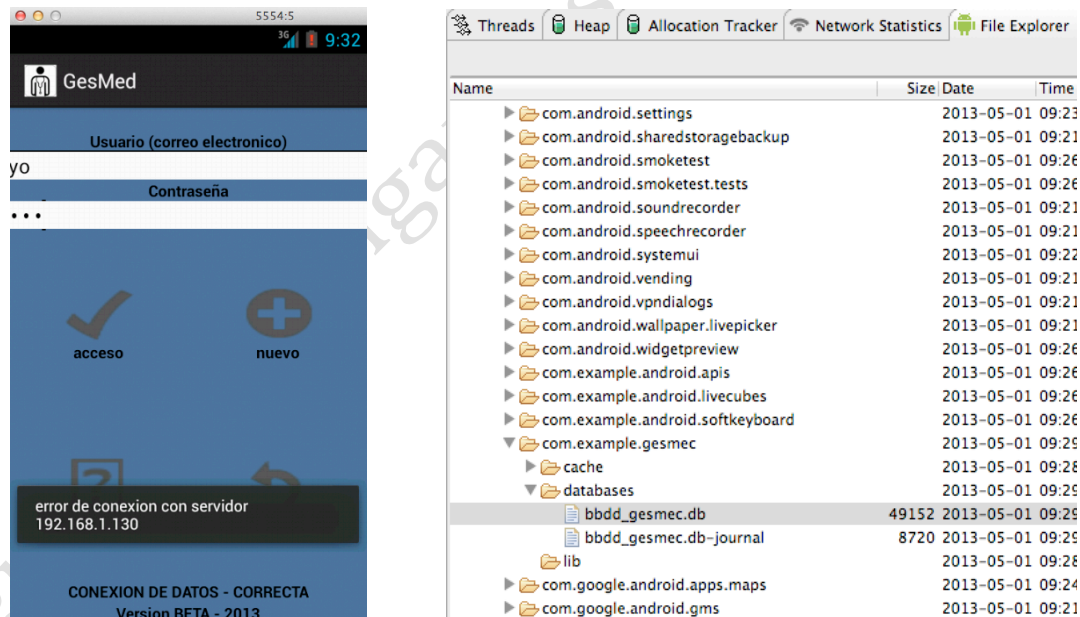 5554:5
3G 9:32
GesMed
Usuario (correo electronico)
yo
Contraseña
acceso nuevo
error de conexion con servidor
192.168.1.130
CONEXION DE DATOS - CORRECTA
Version BETA - 2013
Threads Heap Allocation Tracker Network Statistics File Explorer
Name Size Date Time
com.android.settings 2013-05-01 09:23
com.android.sharedstoragebackup 2013-05-01 09:21
com.android.smoketest 2013-05-01 09:26
com.android.smoketest.tests 2013-05-01 09:26
com.android.soundrecorder 2013-05-01 09:21
com.android.speechrecorder 2013-05-01 09:21
com.android.systemui 2013-05-01 09:22
com.android.vending 2013-05-01 09:21
com.android.vpndialogs 2013-05-01 09:21
com.android.wallpaper.livepicker 2013-05-01 09:21
com.android.widgetpreview 2013-05-01 09:26
com.example.android.apis 2013-05-01 09:26
com.example.android.livecubes 2013-05-01 09:26
com.example.android.softkeyboard 2013-05-01 09:26
com.example.gesmec 2013-05-01 09:29
cache 2013-05-01 09:28
databases 2013-05-01 09:29
bbdd_gesmec.db 49152 2013-05-01 09:29
bbdd_gesmec.db-journal 8720 2013-05-01 09:29
lib 2013-05-01 09:28
com.google.android.apps.maps 2013-05-01 09:24
com.google.android.gms 2013-05-01 09:21